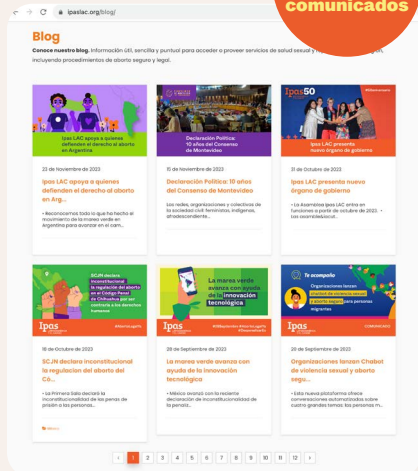 comunicados
ipaslac.org/blog/
Blog
Conoce nuestro blog. Información útil, sencilla y puntual para acceder o proveer servicios de salud sexual y
incluyendo procedimientos de aborto seguro y legal.
Ipas LAC apoya a quienes
defienden el derecho al aborto
en Argentina
23 de Noviembre de 2023
Ipas LAC apoya a quienes
defienden el derecho al aborto
en Arg...
• Reconocemos todo lo que ha hecho el
movimiento de la marea verde en
Argentina para avanzar en el cam...
Declaración Política:
10 años del Consenso
de Montevideo
15 de Noviembre de 2023
Declaración Política: 10 años
del Consenso de Montevideo
Las redes, organizaciones y colectivas de
la sociedad civil feministas, indígenas,
afrodescendiente...
Ipas50
Ipas LAC presenta
nuevo órgano de gobierno
31 de Octubre de 2023
Ipas LAC presenta nuevo
órgano de gobierno
• La Asamblea Ipas LAC entra en
funciones a partir de octubre de 2023. •
Las asambleístas...
SCJN declara
inconstitucional
la regulación del aborto
en el Código Penal
de Chihuahua por ser
contraria a los derechos
humanos
Ipas
18 de Octubre de 2023
SCJN declara inconstitucional
la regulacion del aborto del
Có...
• La Primera Sala declaró la
inconstitucionalidad de las penas de
prisión a las personas...
México
La marea verde
avanza con ayuda
de la innovación
tecnológica
Ipas
28 de Septiembre de 2023
La marea verde avanza con
ayuda de la innovación
tecnológica
• México avanzó con la reciente
declaración de inconstitucionalidad de
la penaliz...
Te acompaño
Organizaciones lanzan
chatbot de violencia sexual
y aborto seguro para personas
migrantes
Ipas
COMUNICADO
20 de Septiembre de 2023
Organizaciones lanzan Chatbot
de violencia sexual y aborto
segu...
• Esta nueva plataforma ofrece
conversaciones automatizadas sobre
cuatro grandes temas: las personas m...
‹ 1 2 3 4 5 6 7 8 9 10 11 12 ›